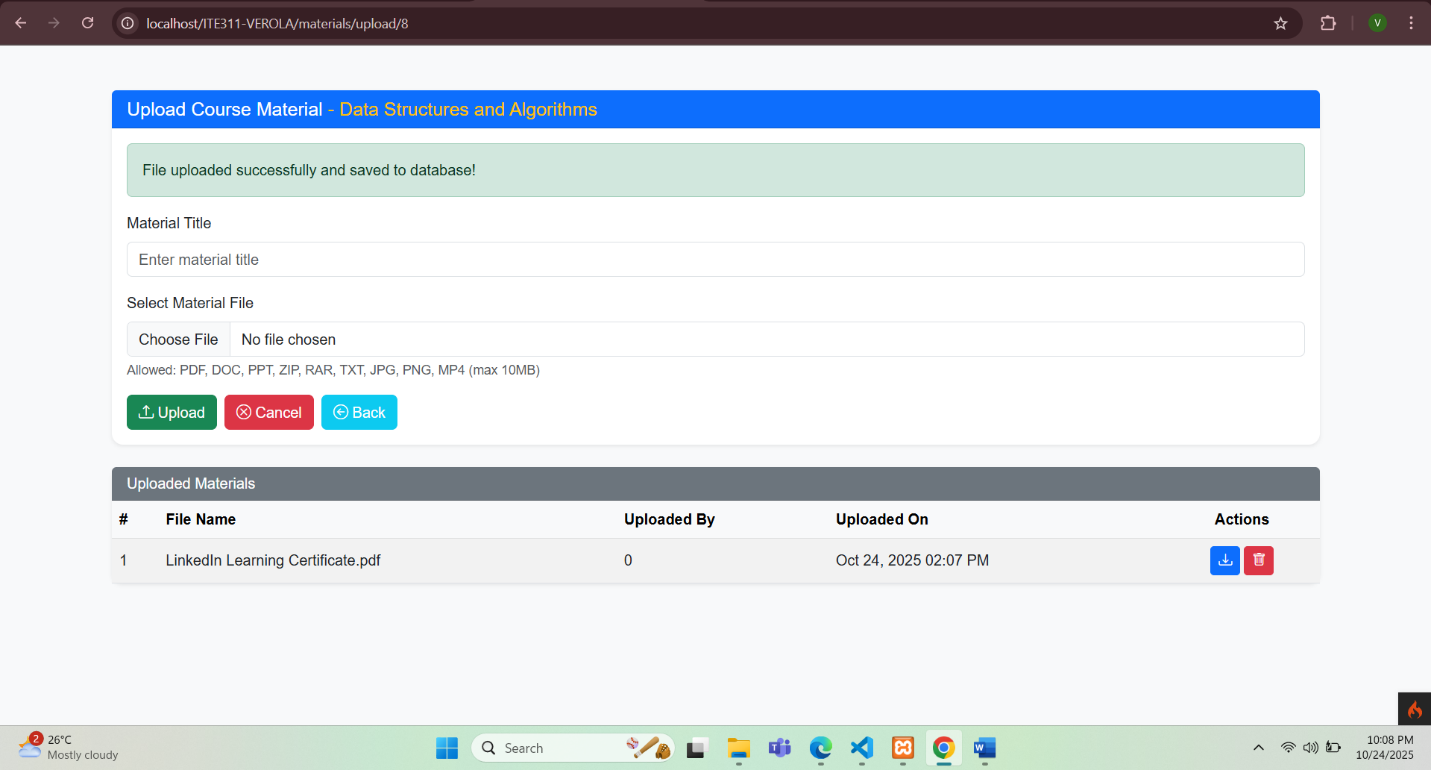 localhost/ITE311-VEROLA/materials/upload/8
V
Upload Course Material - Data Structures and Algorithms
File uploaded successfully and saved to database!
Material Title
Enter material title
Select Material File
Choose File No file chosen
Allowed: PDF, DOC, PPT, ZIP, RAR, TXT, JPG, PNG, MP4 (max 10MB)
Upload Cancel Back
Uploaded Materials
# File Name Uploaded By Uploaded On Actions
1 LinkedIn Learning Certificate.pdf 0 Oct 24, 2025 02:07 PM
2 26°C
Mostly cloudy
Search
10:08 PM
10/24/2025